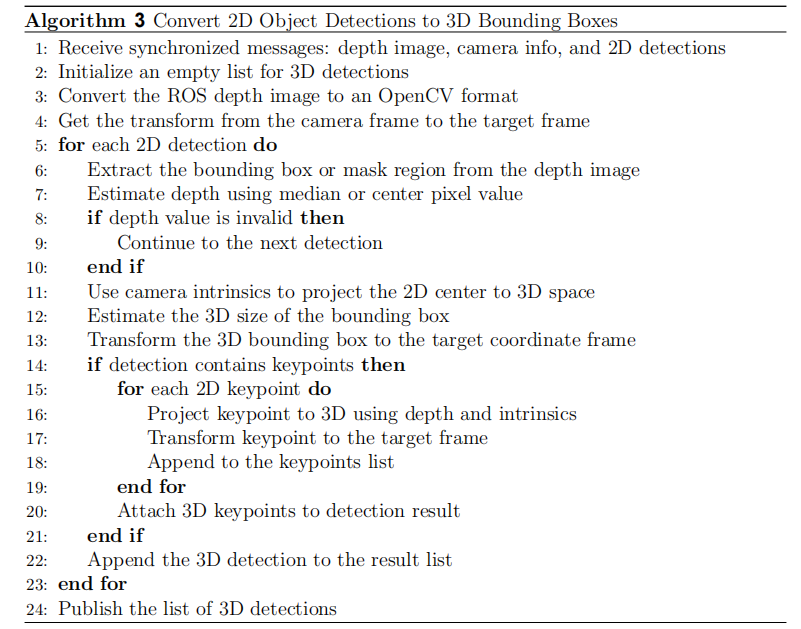 Algorithm 3 Convert 2D Object Detections to 3D Bounding Boxes
1: Receive synchronized messages: depth image, camera info, and 2D detections
2: Initialize an empty list for 3D detections
3: Convert the ROS depth image to an OpenCV format
4: Get the transform from the camera frame to the target frame
5: for each 2D detection do
6: Extract the bounding box or mask region from the depth image
7: Estimate depth using median or center pixel value
8: if depth value is invalid then
9: Continue to the next detection
10: end if
11: Use camera intrinsics to project the 2D center to 3D space
12: Estimate the 3D size of the bounding box
13: Transform the 3D bounding box to the target coordinate frame
14: if detection contains keypoints then
15: for each 2D keypoint do
16: Project keypoint to 3D using depth and intrinsics
17: Transform keypoint to the target frame
18: Append to the keypoints list
19: end for
20: Attach 3D keypoints to detection result
21: end if
22: Append the 3D detection to the result list
23: end for
24: Publish the list of 3D detections